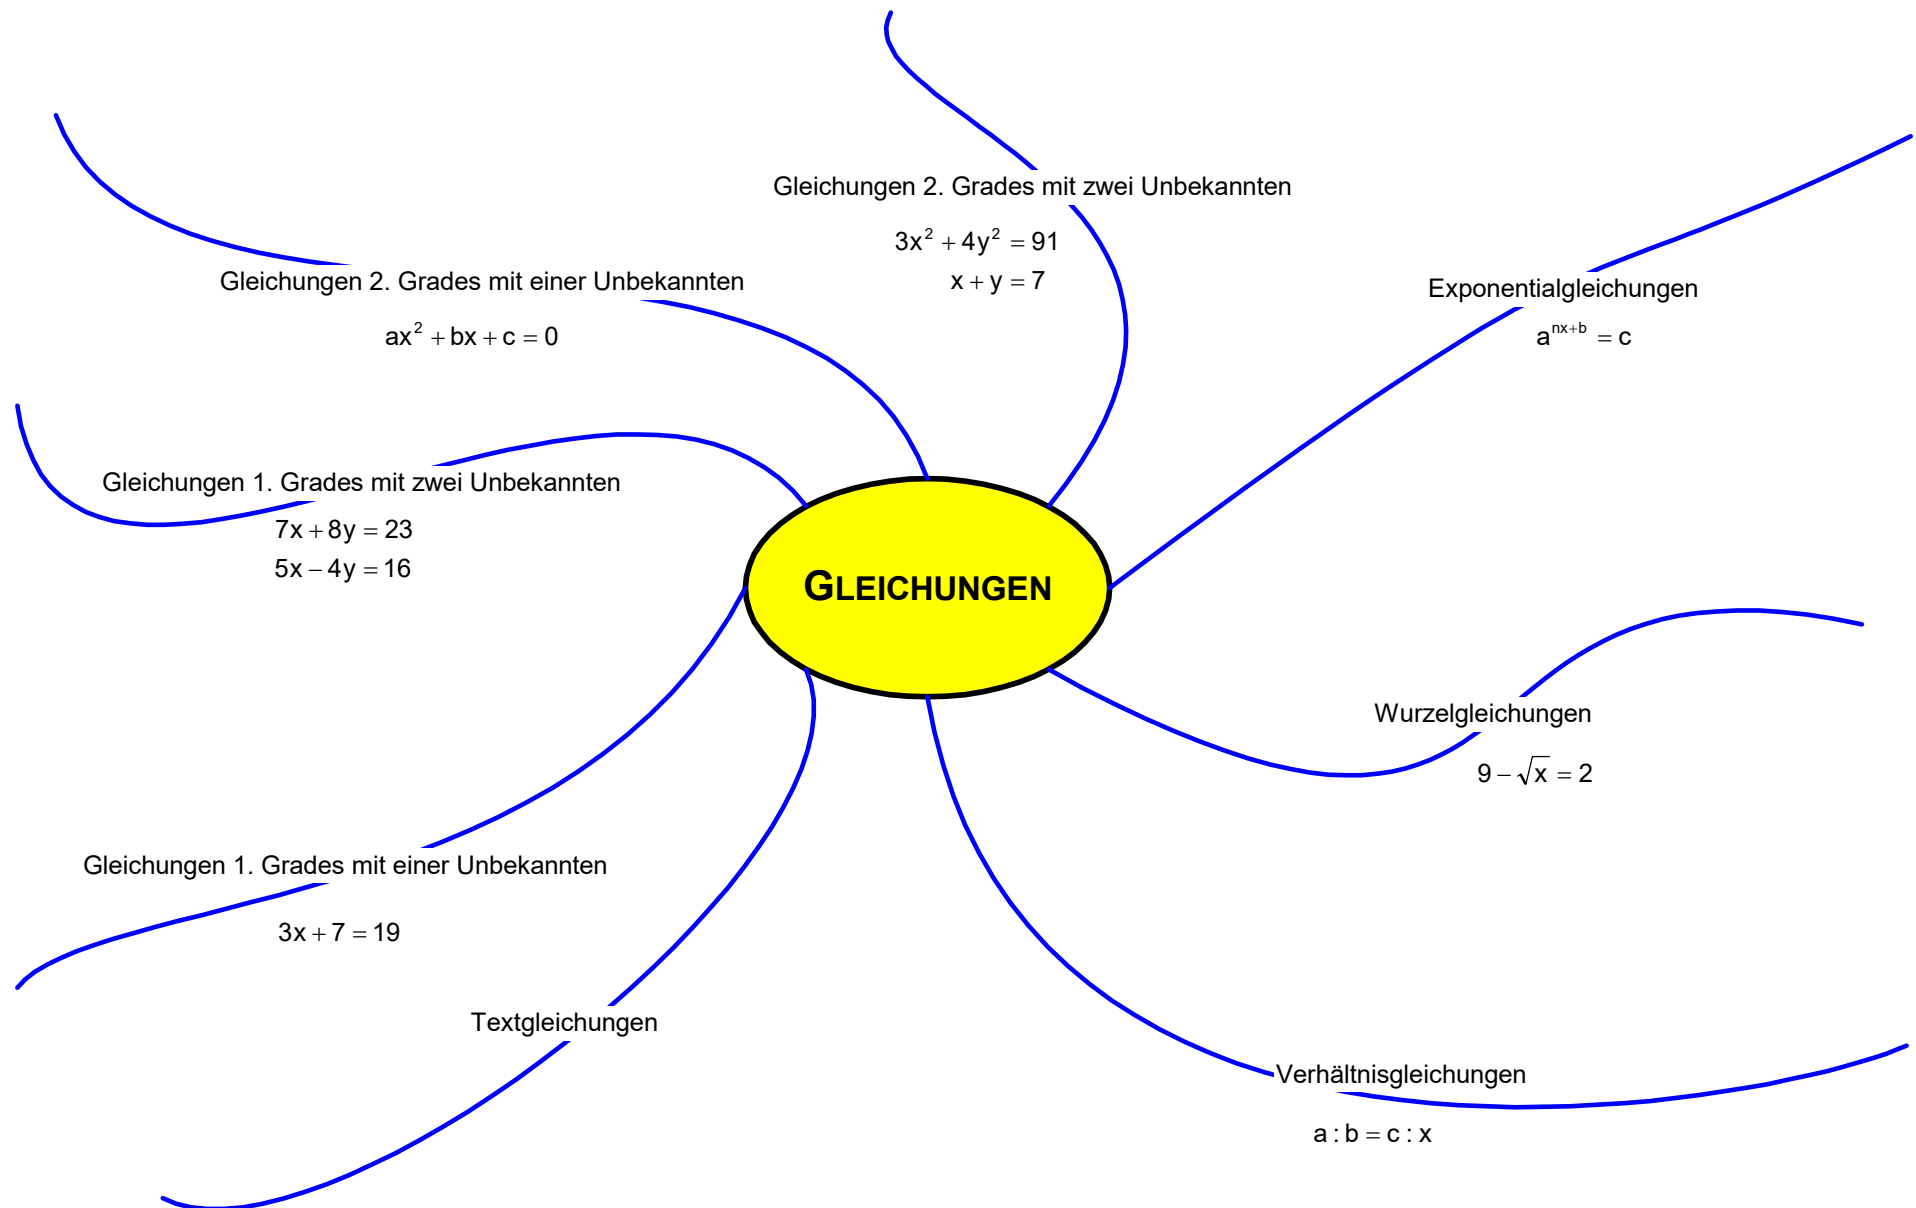 Gleichungen 2. Grades mit zwei Unbekannten
3x² + 4y² = 91
x + y = 7
Gleichungen 2. Grades mit einer Unbekannten
ax² + bx + c = 0
Exponentialgleichungen
aⁿˣ⁺ᵇ = c
Gleichungen 1. Grades mit zwei Unbekannten
7x + 8y = 23
5x − 4y = 16
GLEICHUNGEN
Wurzelgleichungen
9 − √x = 2
Gleichungen 1. Grades mit einer Unbekannten
3x + 7 = 19
Textgleichungen
Verhältnisgleichungen
a : b = c : x